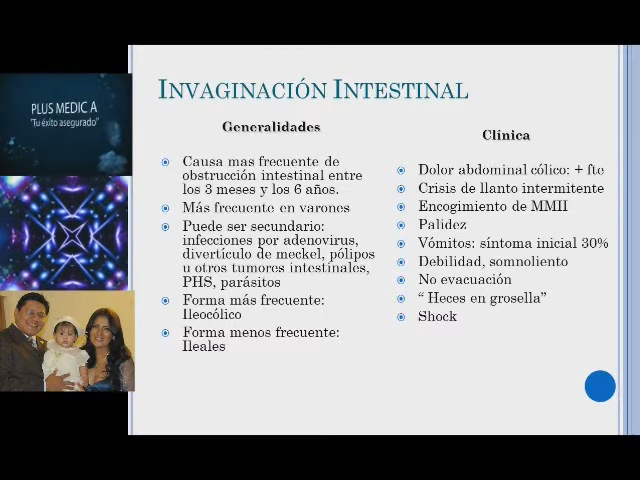 PLUS MEDIC A
"Tu éxito asegurado"
INVAGINACIÓN INTESTINAL
Generalidades
Causa mas frecuente de
obstrucción intestinal entre
los 3 meses y los 6 años.
Más frecuente en varones
Puede ser secundario:
infecciones por adenovirus,
divertículo de meckel, pólipos
u otros tumores intestinales,
PHS, parásitos
Forma más frecuente:
Ileocólico
Forma menos frecuente:
Ileales
Clínica
Dolor abdominal cólico: + fte
Crisis de llanto intermitente
Encogimiento de MMII
Palidez
Vómitos: síntoma inicial 30%
Debilidad, somnoliento
No evacuación
" Heces en grosella"
Shock